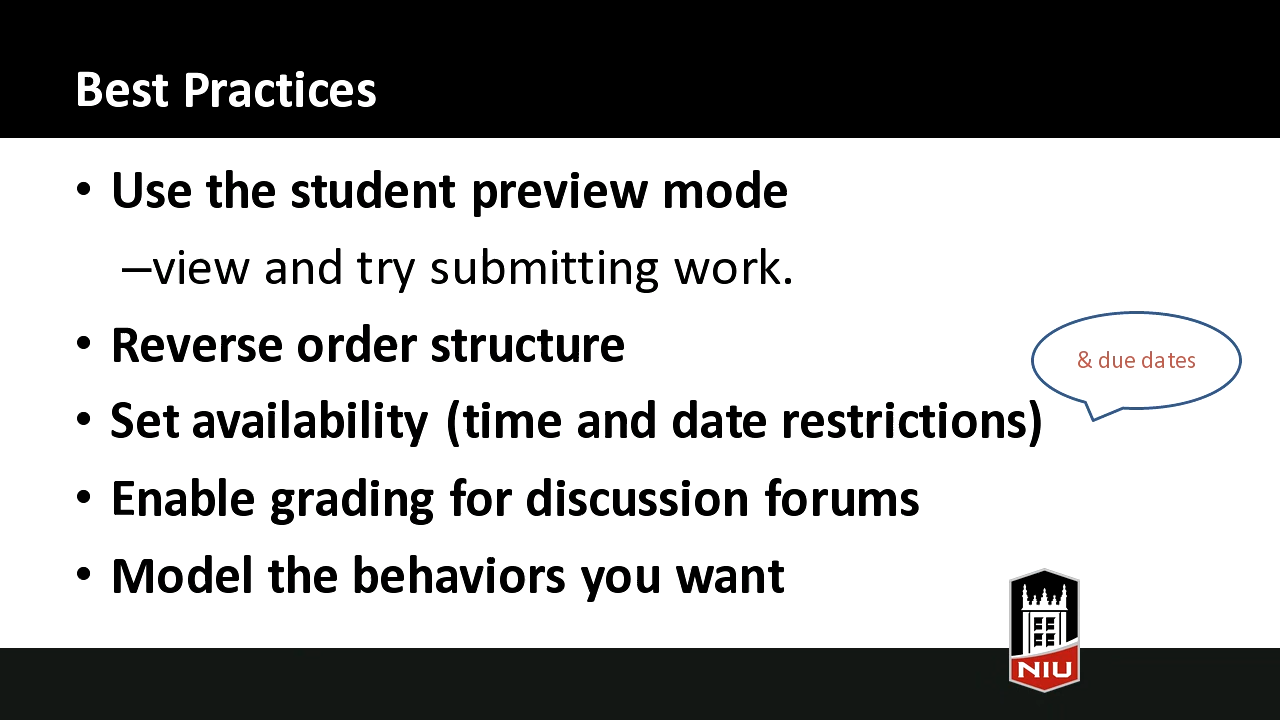 Best Practices
• Use the student preview mode
–view and try submitting work.
• Reverse order structure
& due dates
• Set availability (time and date restrictions)
• Enable grading for discussion forums
• Model the behaviors you want
NIU